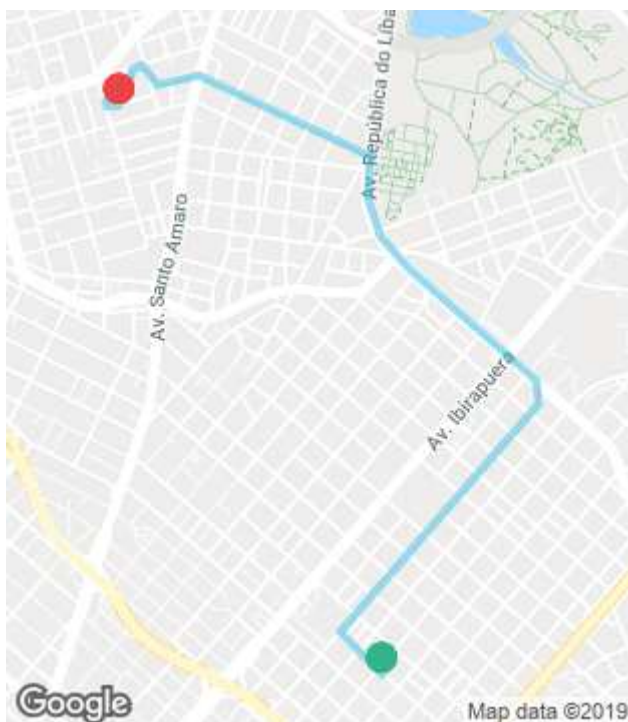 Av. República do Líba
Av. Santo Amaro
Av. Ibirapuera
Google
Map data ©2019